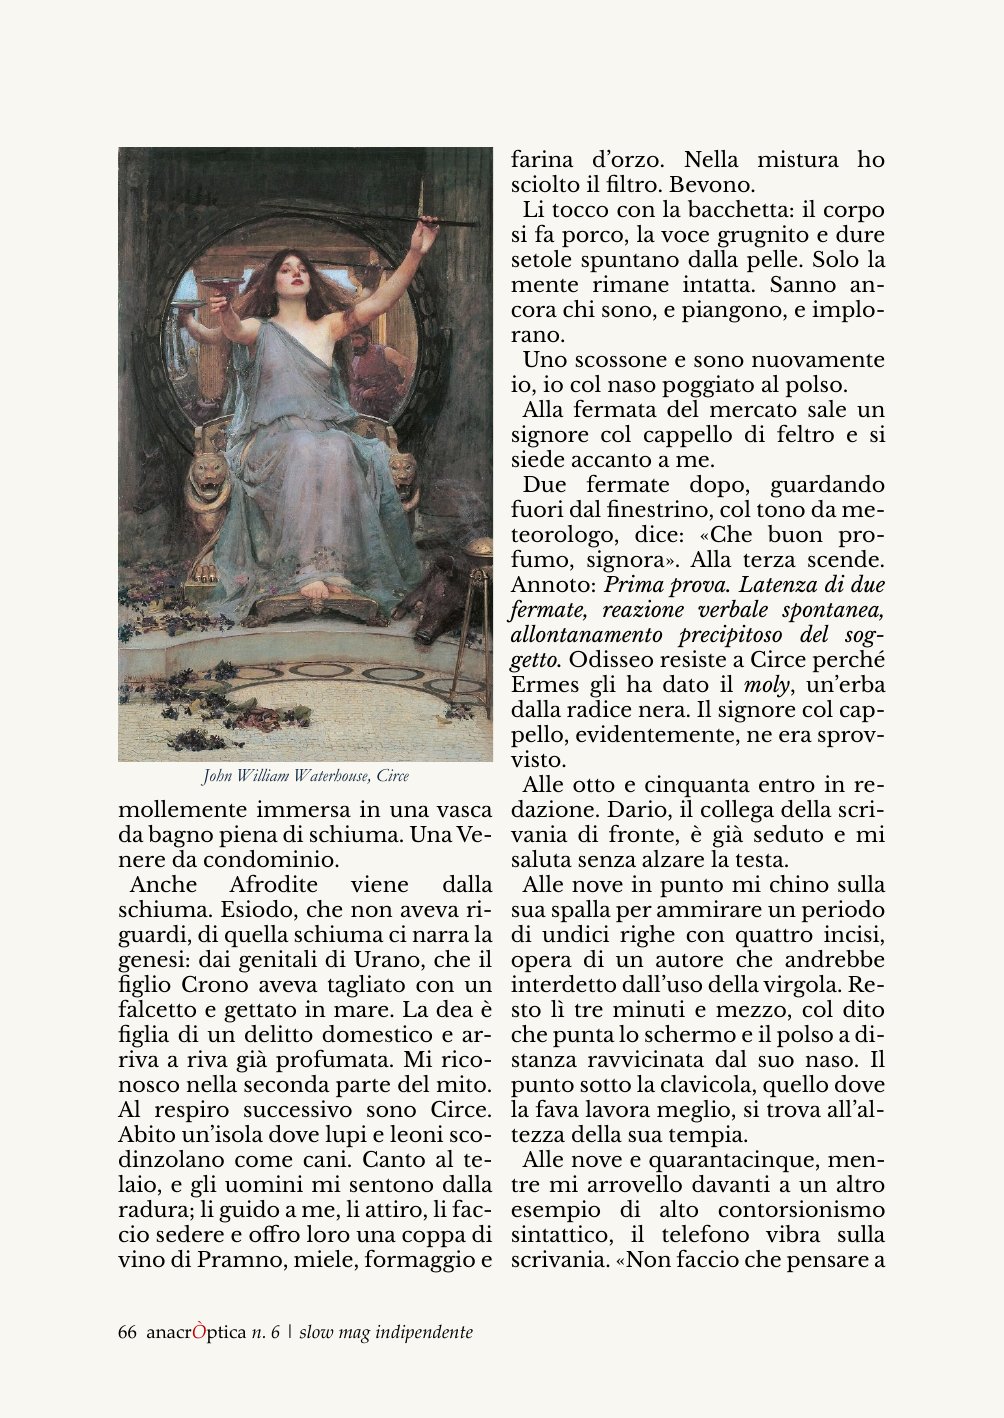 John William Waterhouse, Circe
mollemente immersa in una vasca
da bagno piena di schiuma. Una Ve-
nere da condominio.
Anche Afrodite viene dalla
schiuma. Esiodo, che non aveva ri-
guardi, di quella schiuma ci narra la
genesi: dai genitali di Urano, che il
figlio Crono aveva tagliato con un
falcetto e gettato in mare. La dea è
figlia di un delitto domestico e ar-
riva a riva già profumata. Mi rico-
nosco nella seconda parte del mito.
Al respiro successivo sono Circe.
Abito un’isola dove lupi e leoni sco-
dinzolano come cani. Canto al te-
laio, e gli uomini mi sentono dalla
radura; li guido a me, li attiro, li fac-
cio sedere e offro loro una coppa di
vino di Pramno, miele, formaggio e
farina d’orzo. Nella mistura ho
sciolto il filtro. Bevono.
Li tocco con la bacchetta: il corpo
si fa porco, la voce grugnito e dure
setole spuntano dalla pelle. Solo la
mente rimane intatta. Sanno an-
cora chi sono, e piangono, e implo-
rano.
Uno scossone e sono nuovamente
io, io col naso poggiato al polso.
Alla fermata del mercato sale un
signore col cappello di feltro e si
siede accanto a me.
Due fermate dopo, guardando
fuori dal finestrino, col tono da me-
teorologo, dice: «Che buon pro-
fumo, signora». Alla terza scende.
Annoto: Prima prova. Latenza di due
fermate, reazione verbale spontanea,
allontanamento precipitoso del sog-
getto. Odisseo resiste a Circe perché
Ermes gli ha dato il moly, un’erba
dalla radice nera. Il signore col cap-
pello, evidentemente, ne era sprov-
visto.
Alle otto e cinquanta entro in re-
dazione. Dario, il collega della scri-
vania di fronte, è già seduto e mi
saluta senza alzare la testa.
Alle nove in punto mi chino sulla
sua spalla per ammirare un periodo
di undici righe con quattro incisi,
opera di un autore che andrebbe
interdetto dall’uso della virgola. Re-
sto lì tre minuti e mezzo, col dito
che punta lo schermo e il polso a di-
stanza ravvicinata dal suo naso. Il
punto sotto la clavicola, quello dove
la fava lavora meglio, si trova all’al-
tezza della sua tempia.
Alle nove e quarantacinque, men-
tre mi arrovello davanti a un altro
esempio di alto contorsionismo
sintattico, il telefono vibra sulla
scrivania. «Non faccio che pensare a
66 anacrÒptica n. 6 | slow mag indipendente